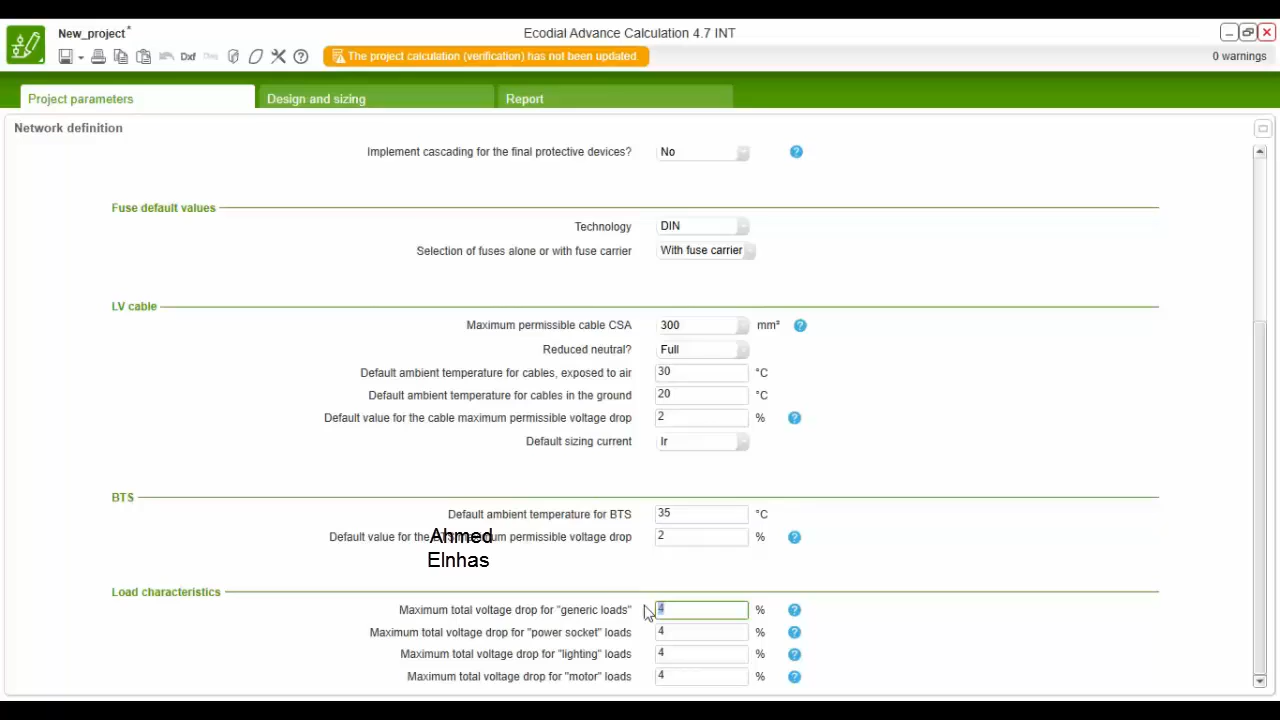 New_project*
Ecodial Advance Calculation 4.7 INT
Dxf
The project calculation (verification) has not been updated.
0 warnings
Project parameters
Design and sizing
Report
Network definition
Implement cascading for the final protective devices? No ?
Fuse default values
Technology DIN
Selection of fuses alone or with fuse carrier With fuse carrier
LV cable
Maximum permissible cable CSA 300 mm² ?
Reduced neutral? Full
Default ambient temperature for cables, exposed to air 30 °C
Default ambient temperature for cables in the ground 20 °C
Default value for the cable maximum permissible voltage drop 2 % ?
Default sizing current Ir
BTS
Default ambient temperature for BTS 35 °C
Default value for the BTS maximum permissible voltage drop 2 % ?
Ahmed
Elnhas
Load characteristics
Maximum total voltage drop for "generic loads" 4 % ?
Maximum total voltage drop for "power socket" loads 4 % ?
Maximum total voltage drop for "lighting" loads 4 % ?
Maximum total voltage drop for "motor" loads 4 % ?